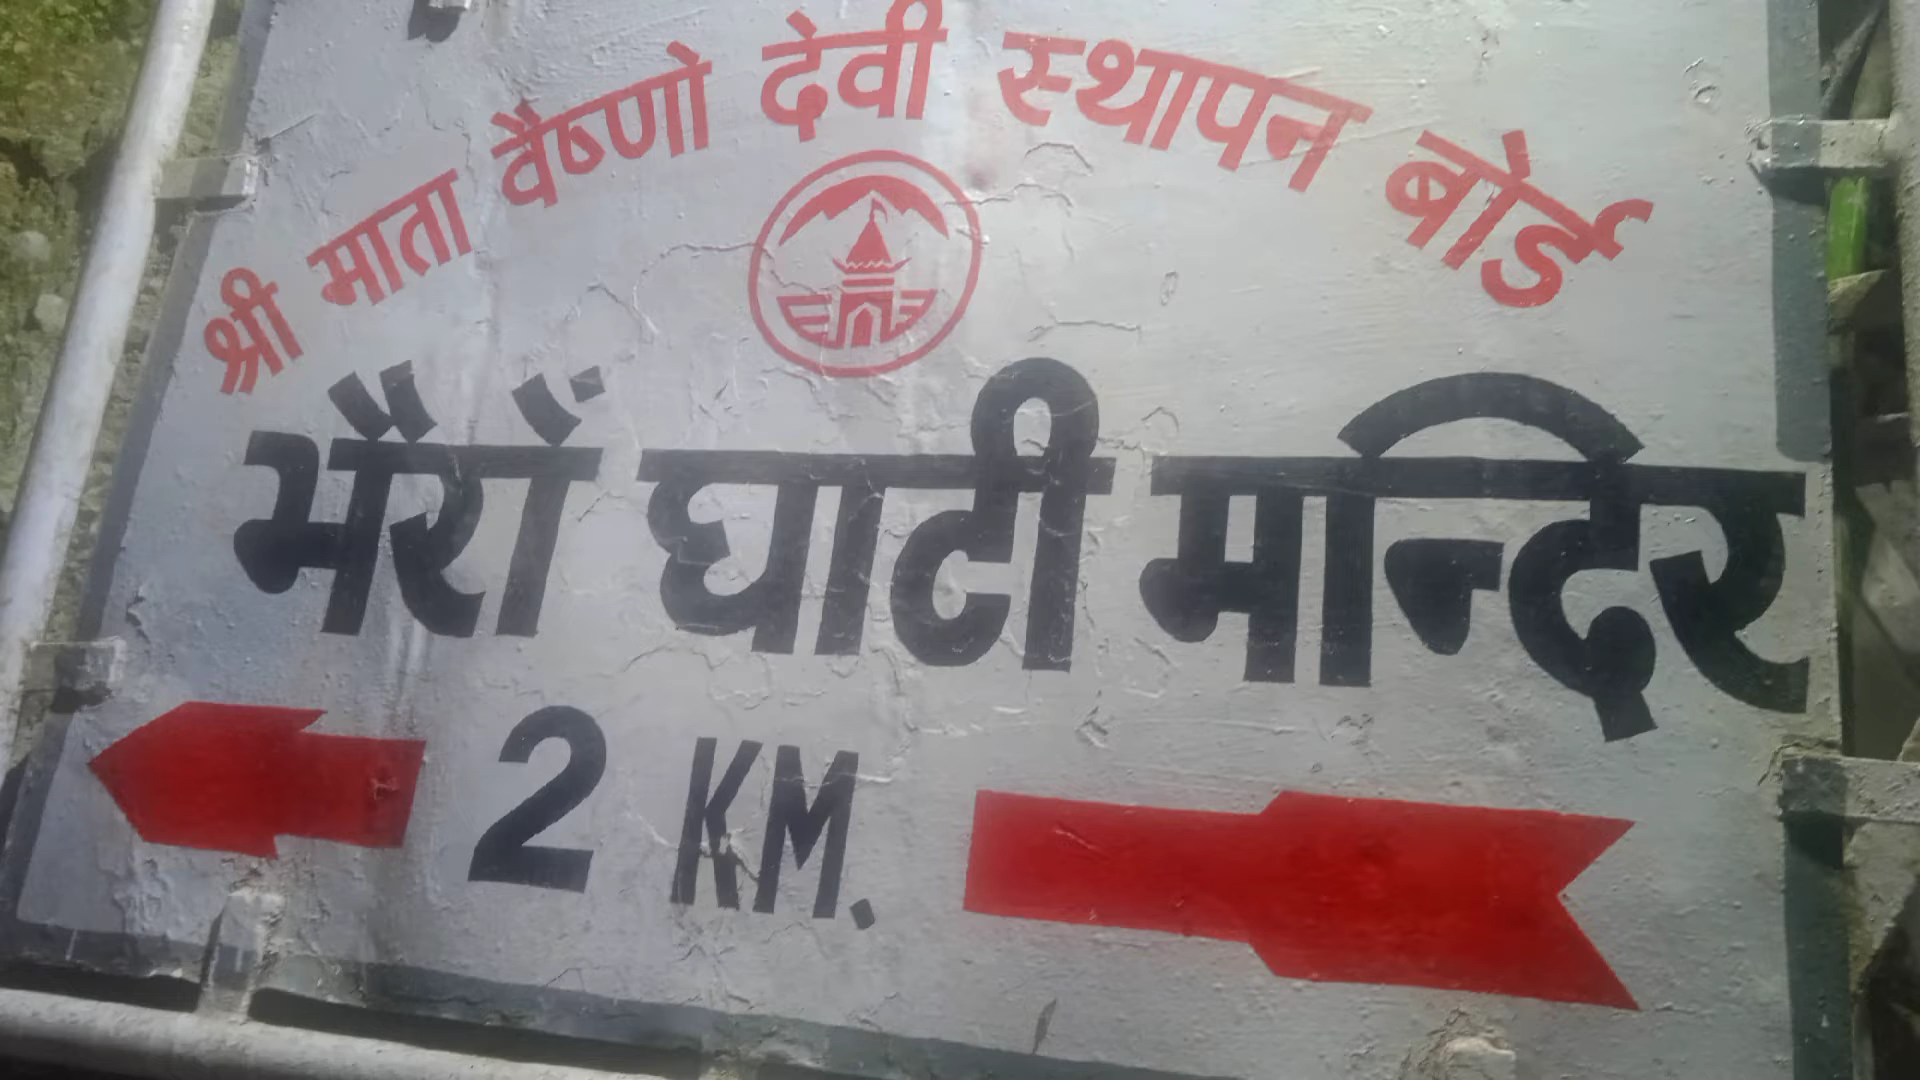 श्री माता वैष्णो देवी स्थापन बोर्ड
भैरों घाटी मन्दिर
2 KM.